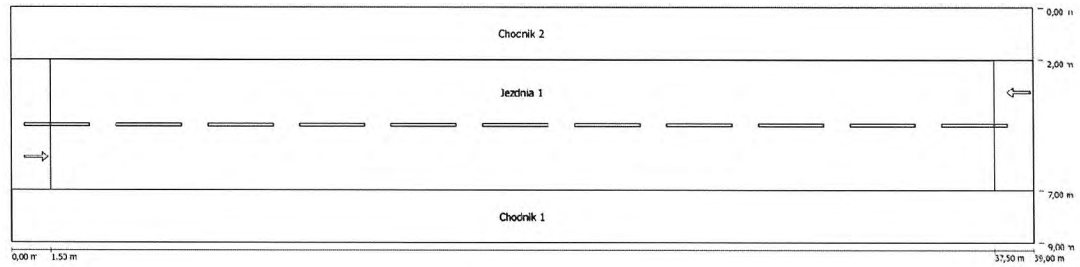 Chocnik 2
0,00 m
2,00 m
Jezdnia 1
7,00 m
Chodnik 1
9,00 m
0,00 m 1.50 m 37,50 m 39,00 m